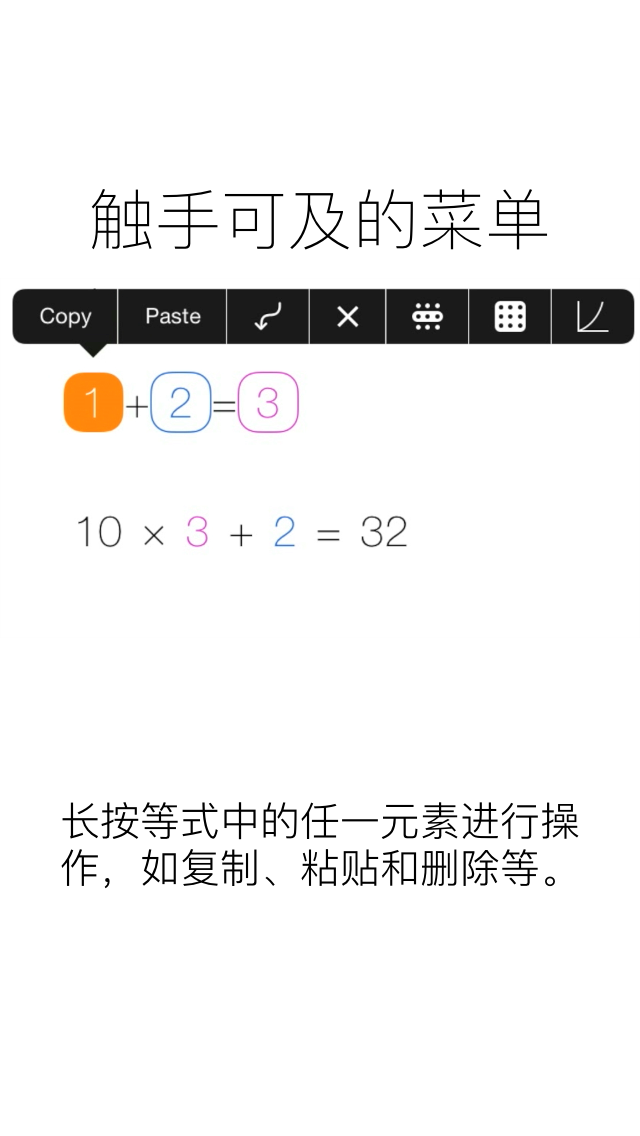 触手可及的菜单
Copy Paste
1+2=3
10 × 3 + 2 = 32
长按等式中的任一元素进行操
作，如复制、粘贴和删除等。